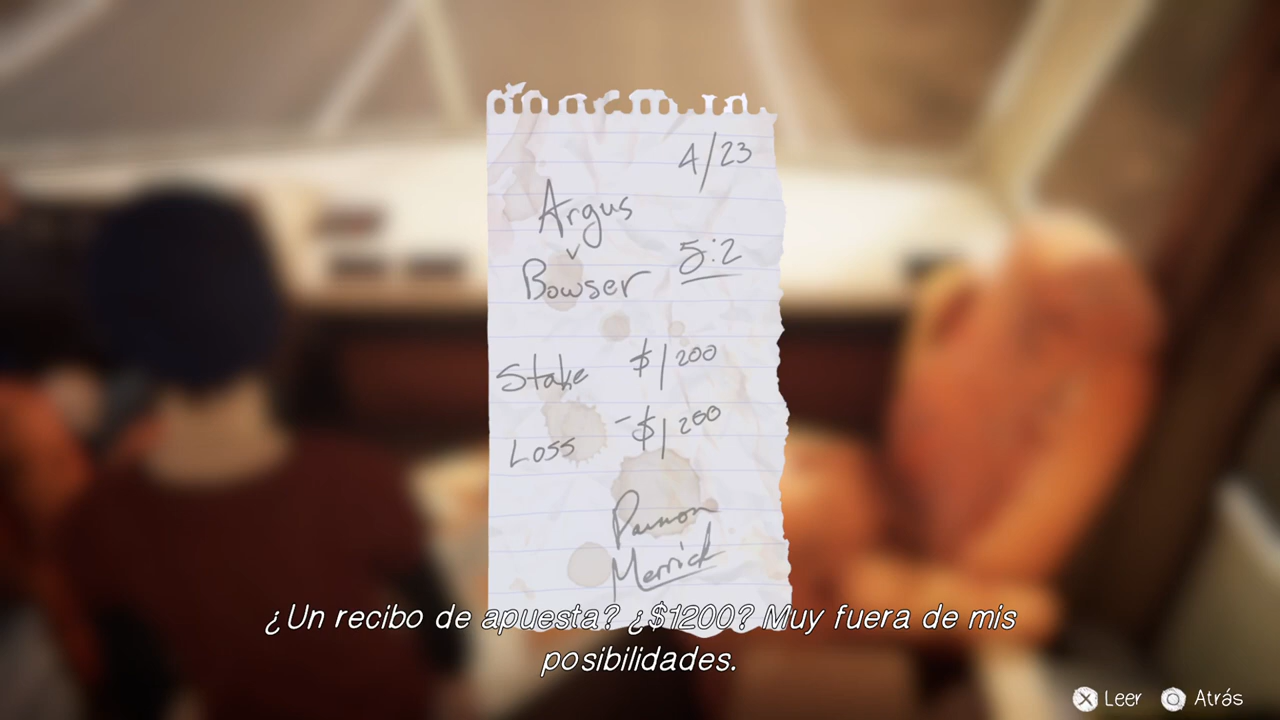 4/23
Argus
v
5:2
Bowser
Stake $1200
Loss -$1200
Damon
Merrick
¿Un recibo de apuesta? ¿$1200? Muy fuera de mis
posibilidades.
Leer Atrás